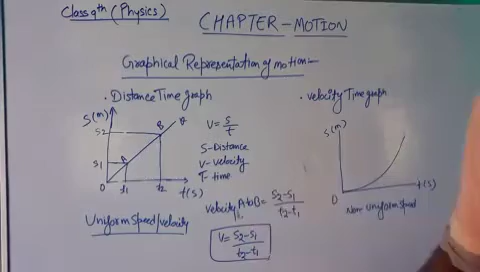 Class 9th (Physics)
CHAPTER-MOTION
Graphical Representation of motion:-
• Distance Time graph
• Velocity Time graph
S(m)
S2
S1
A
B
0
t1
t2
t(s)
V = S/t
S-Distance
V-velocity
T-time
velocity A to B = S2-S1/t2-t1
Uniform Speed/velocity
V = S2-S1/t2-t1
S(m)
0
t(s)
Non Uniform Speed